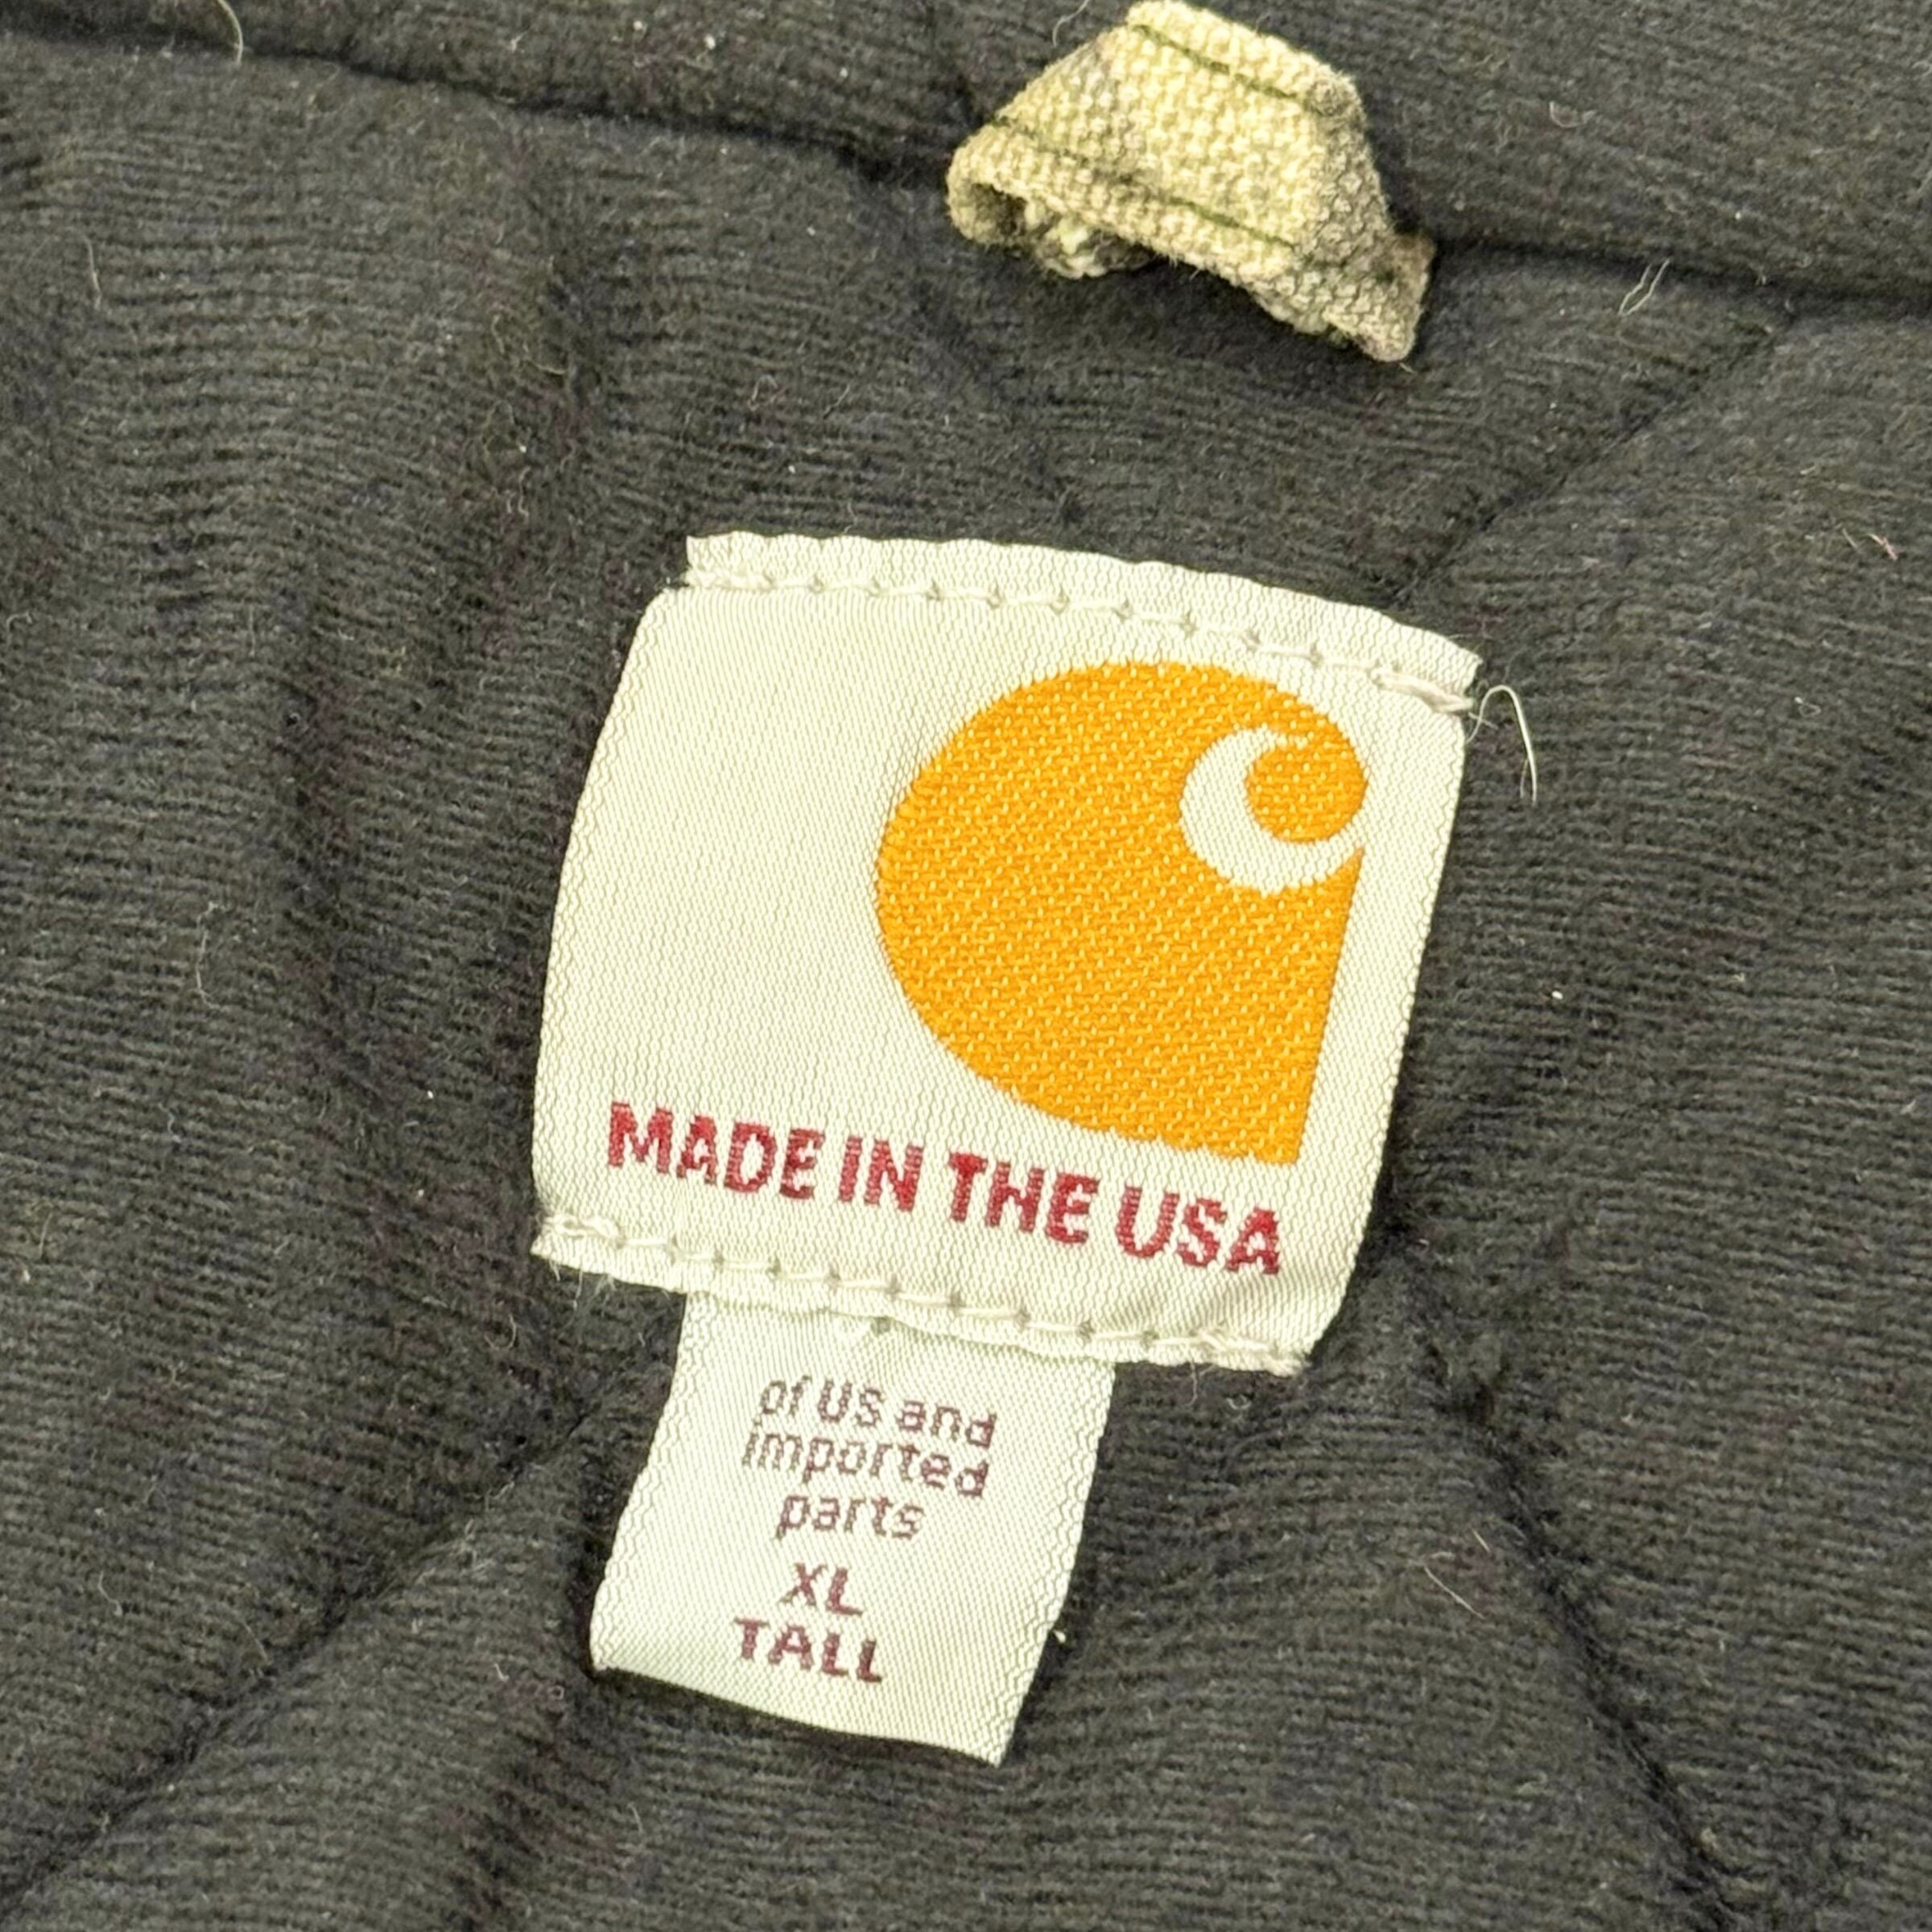 MADE IN THE USA
of US and
imported
parts
XL
TALL